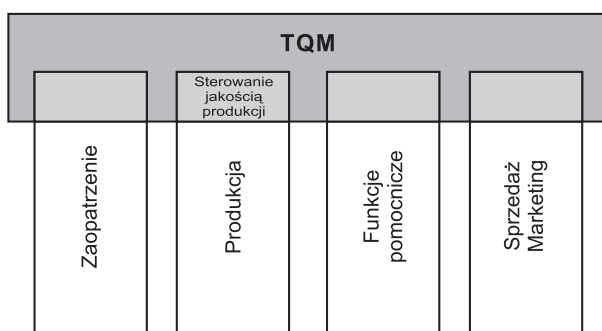 TQM
Sterowanie
jakością
produkcji
Zaopatrzenie
Produkcja
Funkcje
pomocnicze
Sprzedaż
Marketing